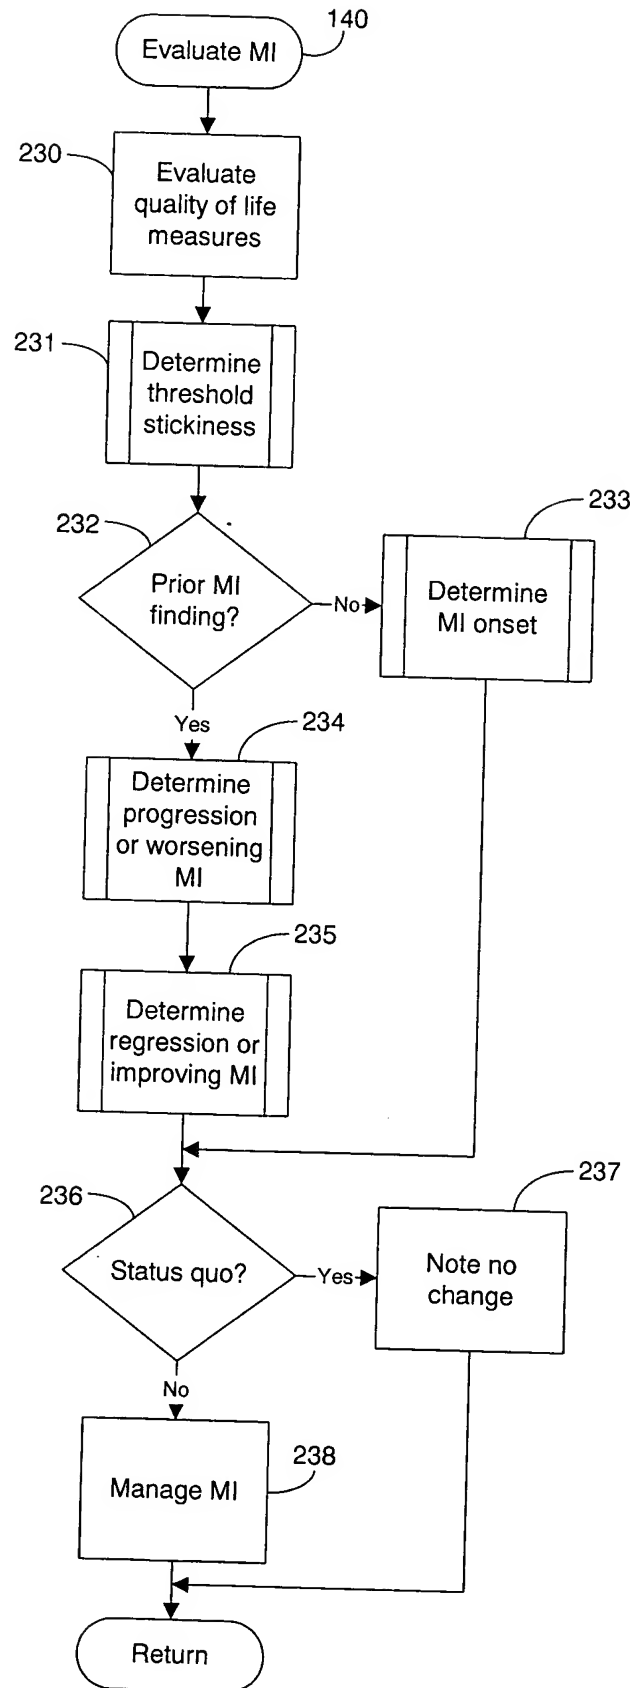 140
Evaluate MI
230
Evaluate
quality of life
measures
231
Determine
threshold
stickiness
232
Prior MI
finding?
No
233
Determine
MI onset
Yes
234
Determine
progression
or worsening
MI
235
Determine
regression or
improving MI
236
Status quo?
Yes
237
Note no
change
No
238
Manage MI
Return